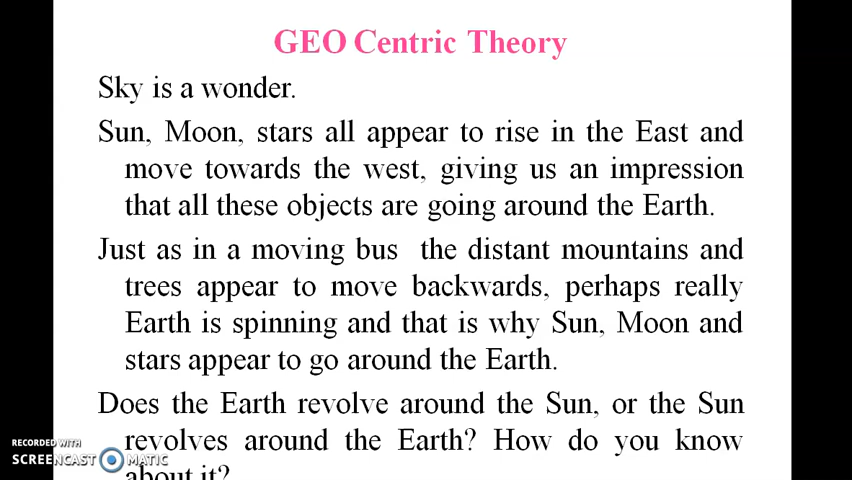 GEO Centric Theory
Sky is a wonder.
Sun, Moon, stars all appear to rise in the East and
move towards the west, giving us an impression
that all these objects are going around the Earth.
Just as in a moving bus the distant mountains and
trees appear to move backwards, perhaps really
Earth is spinning and that is why Sun, Moon and
stars appear to go around the Earth.
Does the Earth revolve around the Sun, or the Sun
revolves around the Earth? How do you know
about it?
RECORDED WITH
SCREENCAST MATIC